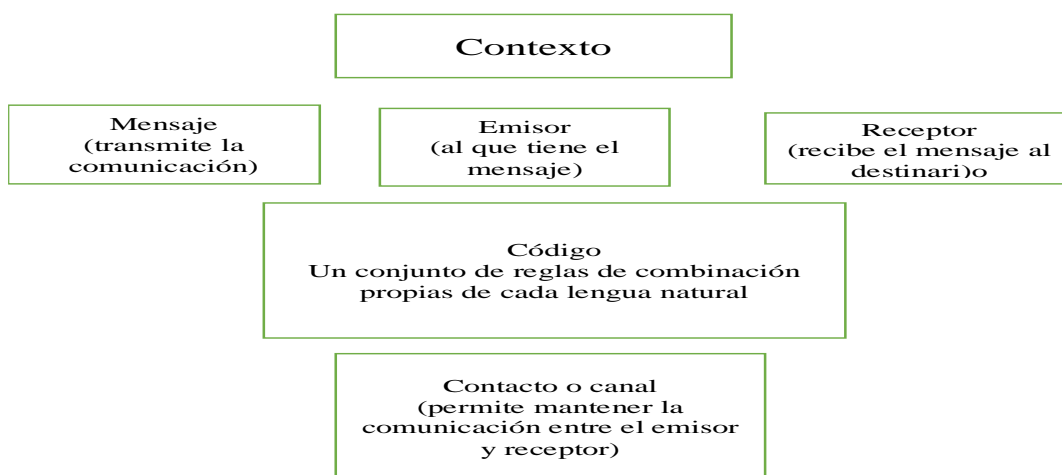 Contexto
Mensaje
(transmite la
comunicación)
Emisor
(al que tiene el
mensaje)
Receptor
(recibe el mensaje al
destinari)o
Código
Un conjunto de reglas de combinación
propias de cada lengua natural
Contacto o canal
(permite mantener la
comunicación entre el emisor
y receptor)